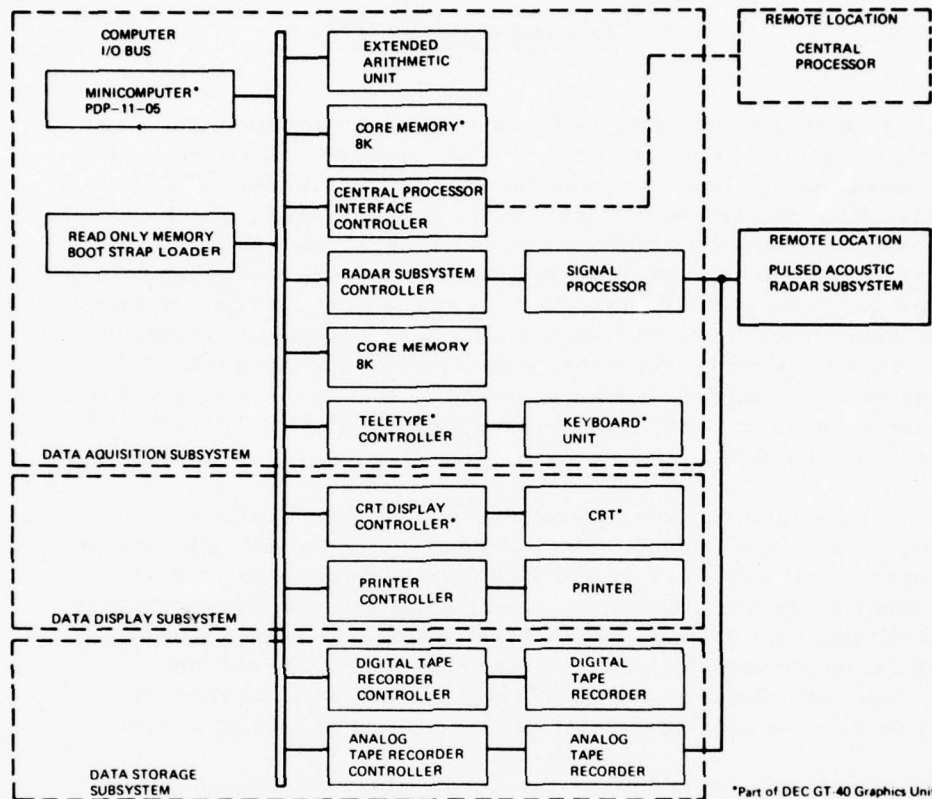 COMPUTER
I/O BUS
MINICOMPUTER*
PDP-11-05
READ ONLY MEMORY
BOOT STRAP LOADER
EXTENDED
ARITHMETIC
UNIT
CORE MEMORY*
8K
CENTRAL PROCESSOR
INTERFACE
CONTROLLER
RADAR SUBSYSTEM
CONTROLLER
SIGNAL
PROCESSOR
CORE MEMORY
8K
TELETYPE*
CONTROLLER
KEYBOARD*
UNIT
DATA AQUISITION SUBSYSTEM
REMOTE LOCATION
CENTRAL
PROCESSOR
REMOTE LOCATION
PULSED ACOUSTIC
RADAR SUBSYSTEM
CRT DISPLAY
CONTROLLER*
CRT*
PRINTER
CONTROLLER
PRINTER
DATA DISPLAY SUBSYSTEM
DIGITAL TAPE
RECORDER
CONTROLLER
DIGITAL
TAPE
RECORDER
ANALOG
TAPE RECORDER
CONTROLLER
ANALOG
TAPE
RECORDER
DATA STORAGE
SUBSYSTEM
*Part of DEC GT-40 Graphics Unit